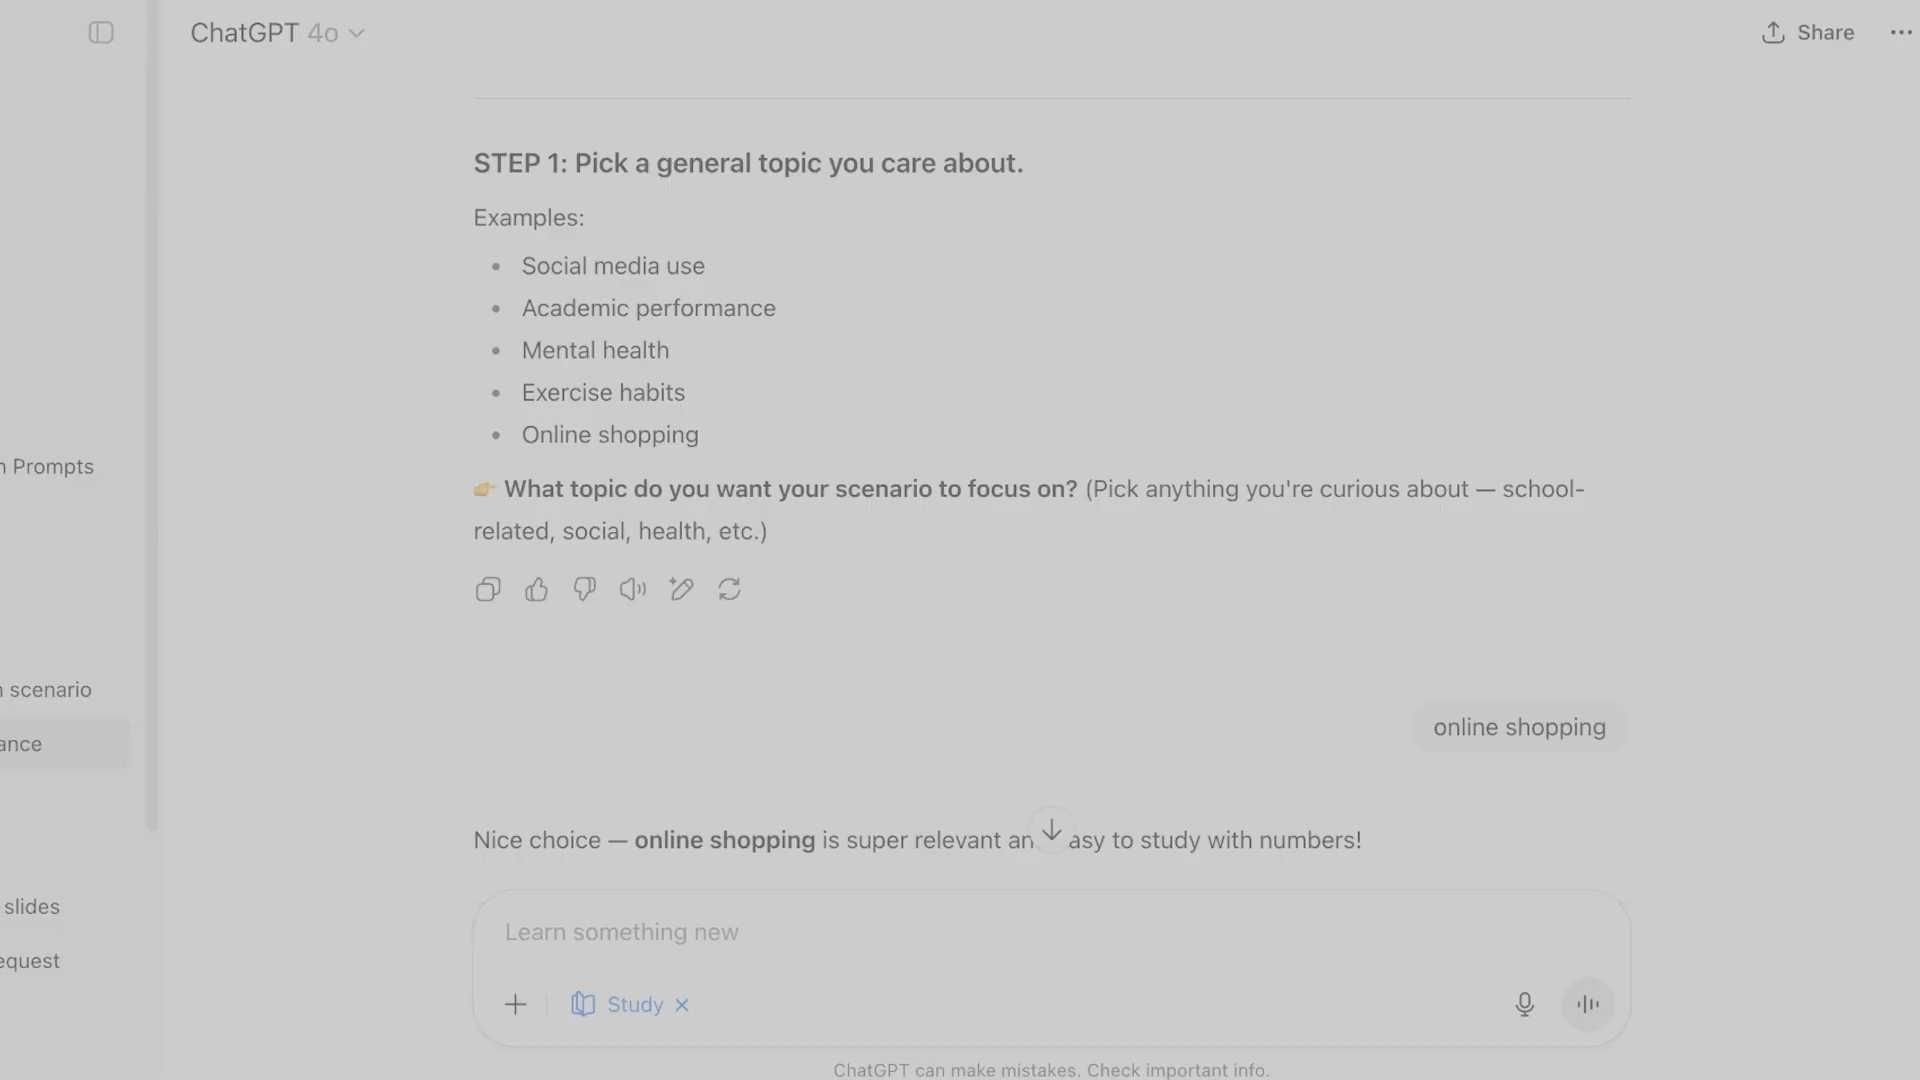 ChatGPT 4o
Share
STEP 1: Pick a general topic you care about.
Examples:
• Social media use
• Academic performance
• Mental health
• Exercise habits
• Online shopping
👉 What topic do you want your scenario to focus on? (Pick anything you're curious about — school-
related, social, health, etc.)
n Prompts
n scenario
ance
slides
equest
online shopping
Nice choice — online shopping is super relevant an asy to study with numbers!
Learn something new
Study
ChatGPT can make mistakes. Check important info.